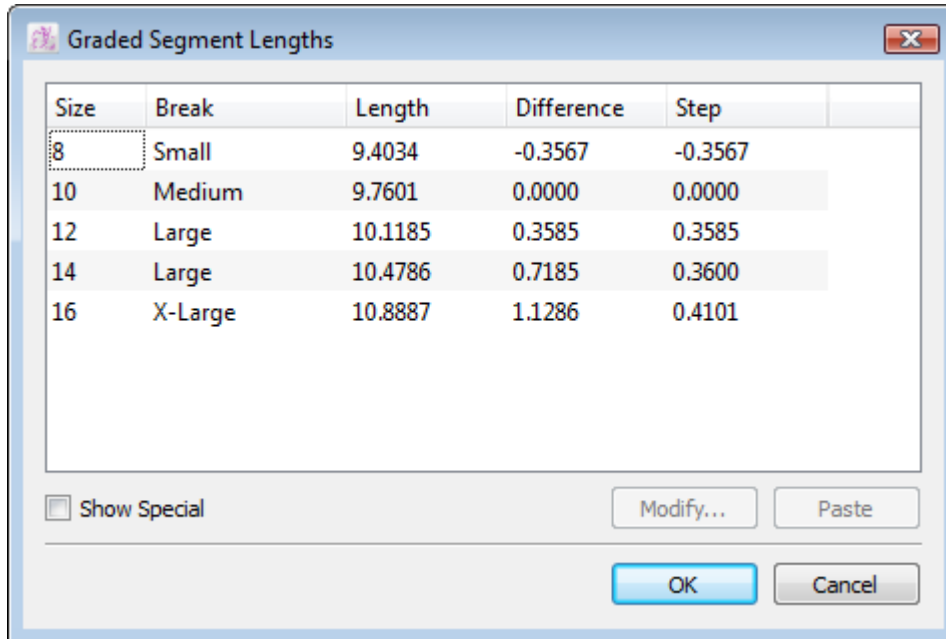 Graded Segment Lengths
Size Break Length Difference Step
8 Small 9.4034 -0.3567 -0.3567
10 Medium 9.7601 0.0000 0.0000
12 Large 10.1185 0.3585 0.3585
14 Large 10.4786 0.7185 0.3600
16 X-Large 10.8887 1.1286 0.4101
Show Special Modify... Paste
OK Cancel